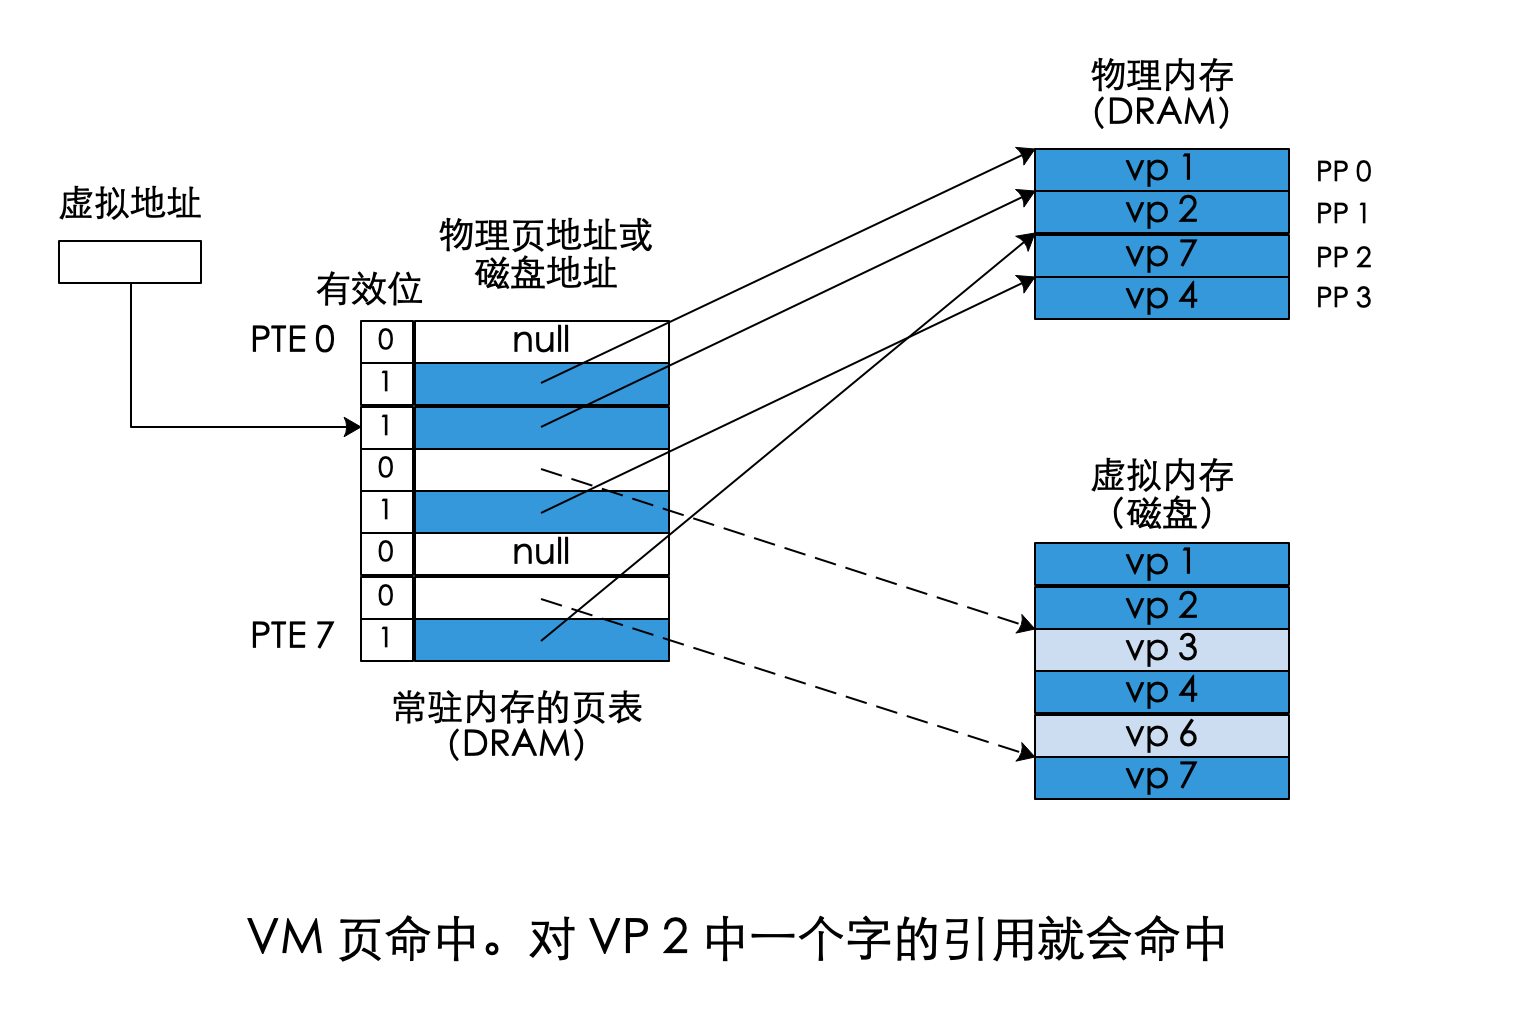 虚拟地址
物理页地址或
磁盘地址
有效位
PTE 0 0 null
1
1
0
1
0 null
0
PTE 7 1
常驻内存的页表
(DRAM)
物理内存
(DRAM)
vp 1 PP 0
vp 2 PP 1
vp 7 PP 2
vp 4 PP 3
虚拟内存
(磁盘)
vp 1
vp 2
vp 3
vp 4
vp 6
vp 7
VM 页命中。对 VP 2 中一个字的引用就会命中